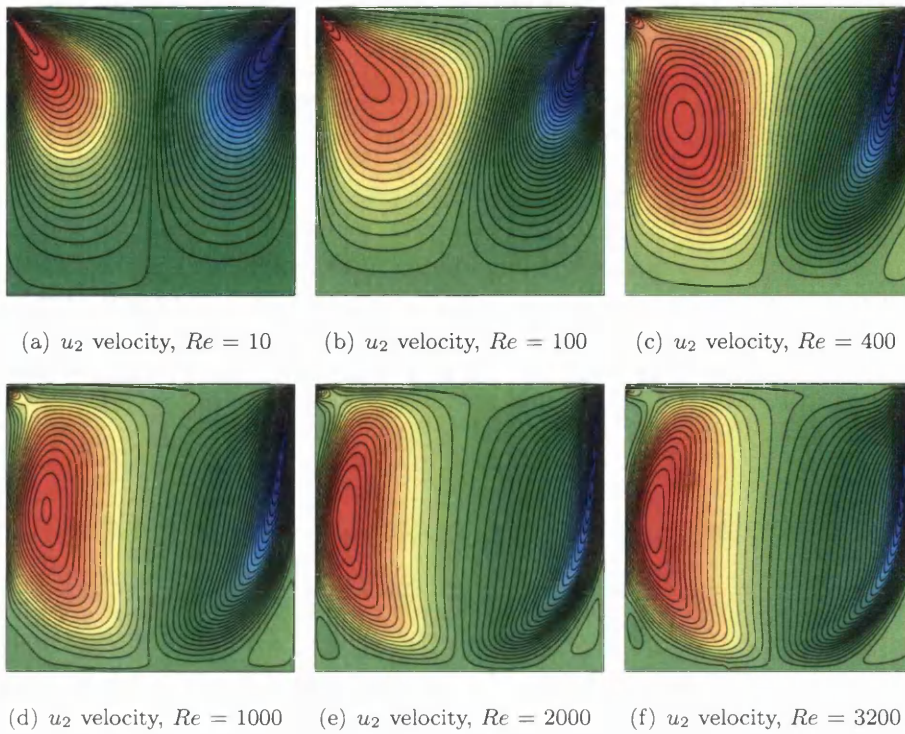 (a) u₂ velocity, Re = 10
(b) u₂ velocity, Re = 100
(c) u₂ velocity, Re = 400
(d) u₂ velocity, Re = 1000
(e) u₂ velocity, Re = 2000
(f) u₂ velocity, Re = 3200